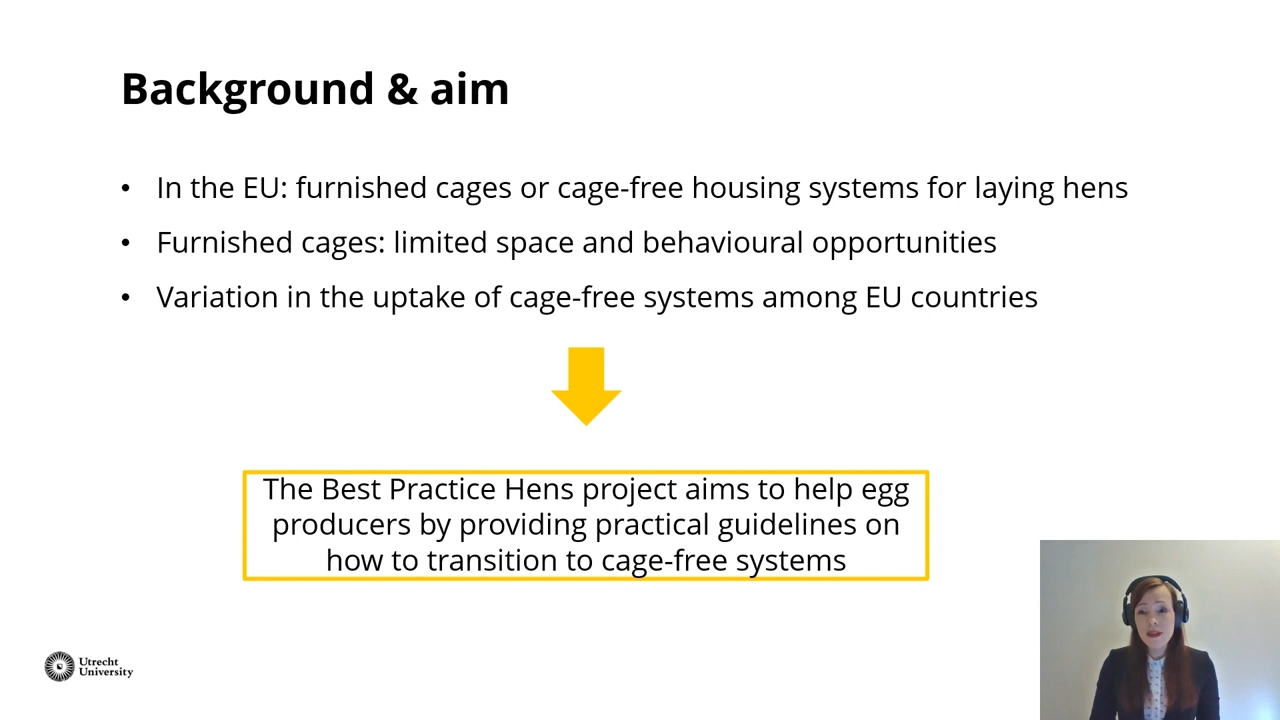 Background & aim
• In the EU: furnished cages or cage-free housing systems for laying hens
• Furnished cages: limited space and behavioural opportunities
• Variation in the uptake of cage-free systems among EU countries
The Best Practice Hens project aims to help egg
producers by providing practical guidelines on
how to transition to cage-free systems
Utrecht
University